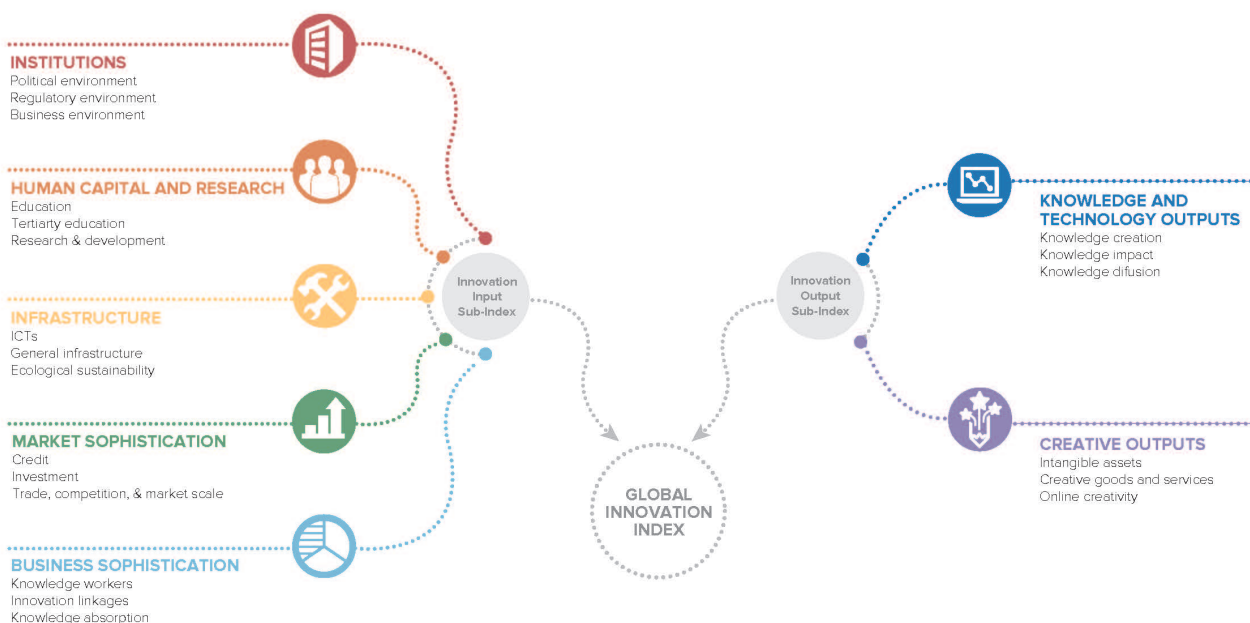 INSTITUTIONS
Political environment
Regulatory environment
Business environment
HUMAN CAPITAL AND RESEARCH
Education
Tertiarty education
Research & development
INFRASTRUCTURE
ICTs
General infrastructure
Ecological sustainability
MARKET SOPHISTICATION
Credit
Investment
Trade, competition, & market scale
BUSINESS SOPHISTICATION
Knowledge workers
Innovation linkages
Knowledge absorption
Innovation
Input
Sub-Index
GLOBAL
INNOVATION
INDEX
Innovation
Output
Sub-Index
KNOWLEDGE AND
TECHNOLOGY OUTPUTS
Knowledge creation
Knowledge impact
Knowledge difusion
CREATIVE OUTPUTS
Intangible assets
Creative goods and services
Online creativity